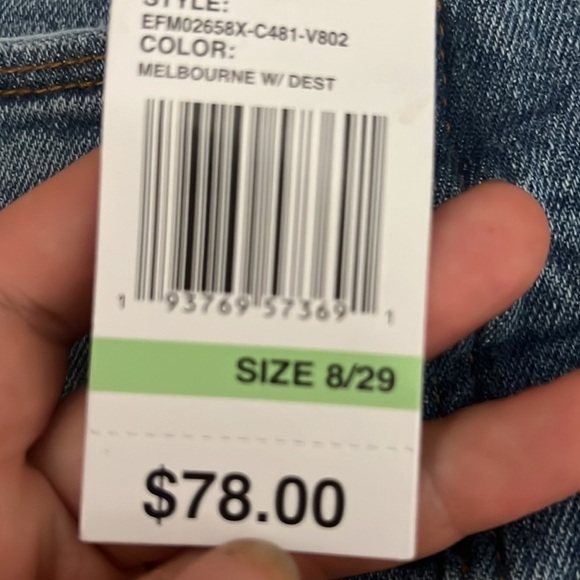 STYLE:
EFM02658X-C481-V802
COLOR:
MELBOURNE W/ DEST
1 93769 57369 1
SIZE 8/29
$78.00